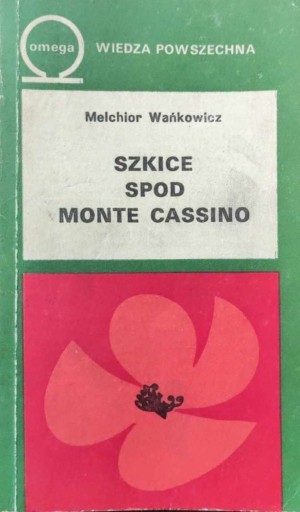 omega
WIEDZA POWSZECHNA
Melchior Wańkowicz
SZKICE
SPOD
MONTE CASSINO